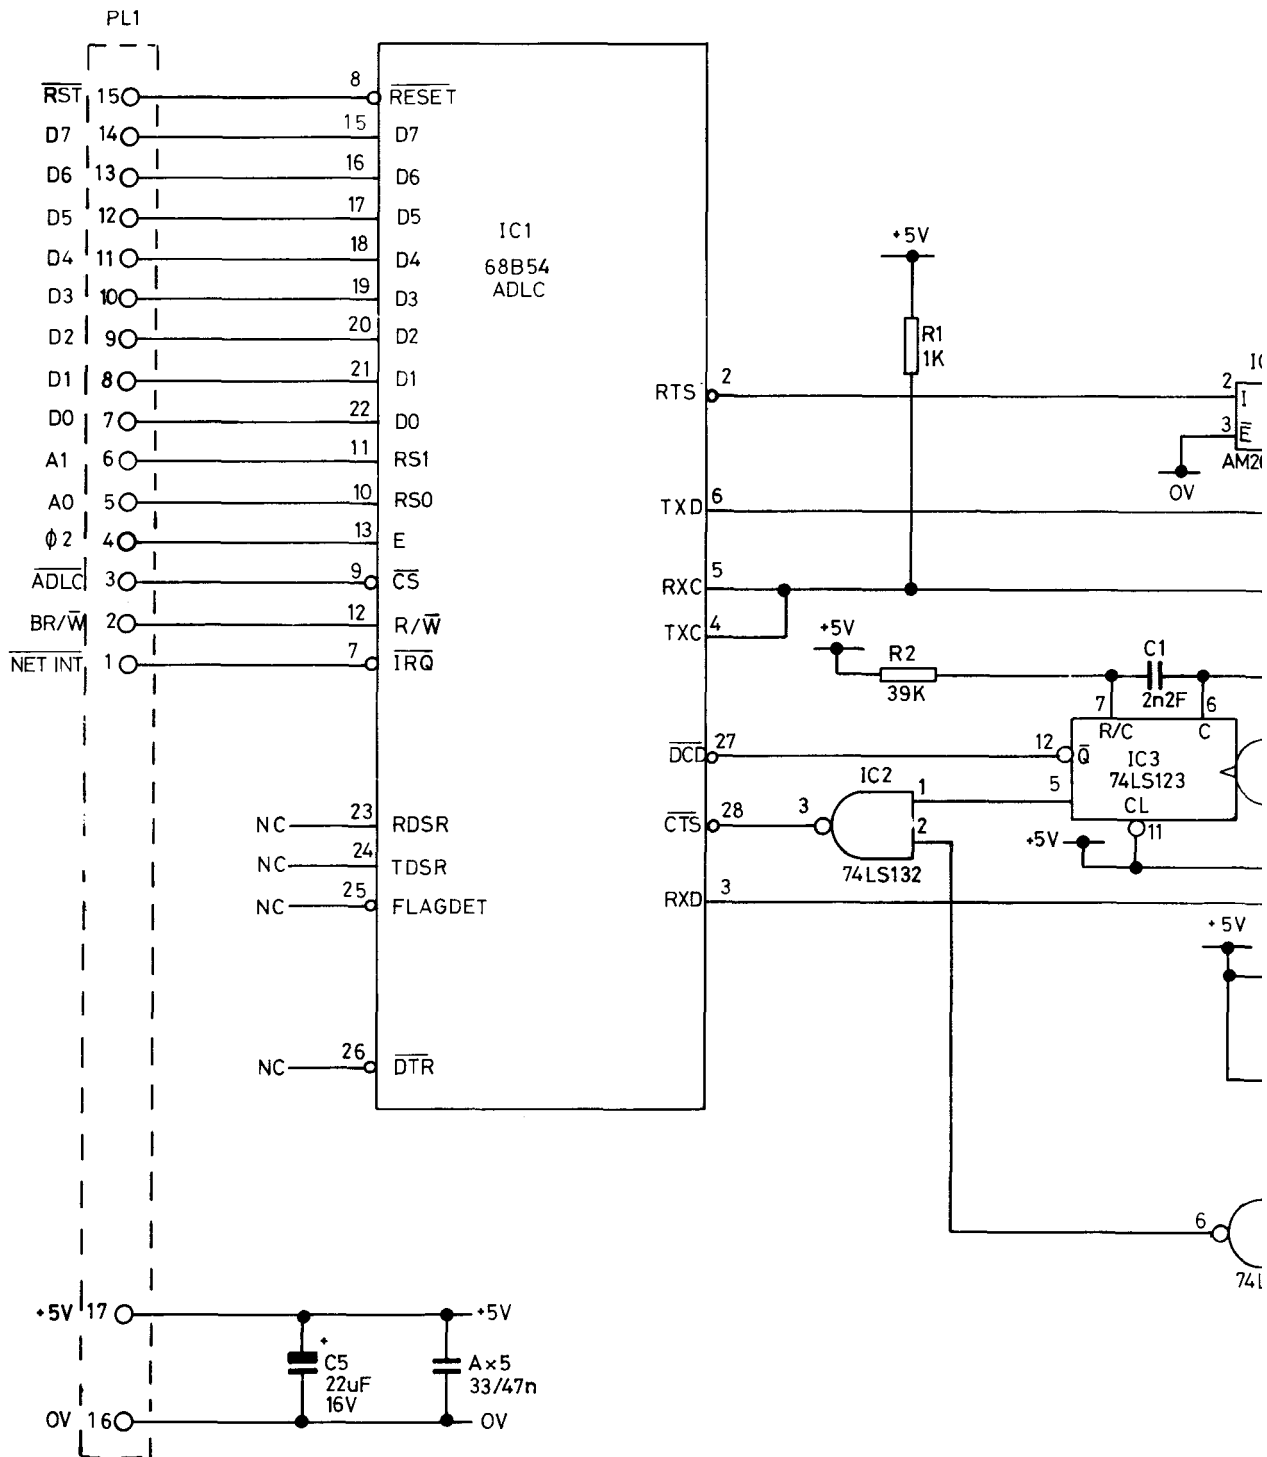 PL1
RST 15 8 RESET
D7 14 15 D7
D6 13 16 D6
D5 12 17 D5
D4 11 18 D4
D3 10 19 D3
D2 9 20 D2
D1 8 21 D1
D0 7 22 D0
A1 6 11 RS1
A0 5 10 RS0
ϕ2 4 13 E
ADLC 3 9 CS
BR/W 2 12 R/W
NET INT 1 7 IRQ
IC1
68B54
ADLC
+5V
R1
1K
RTS 2
2 I
3 E
0V
TXD 6
RXC 5
TXC 4
+5V
R2
39K
C1
2n2F
7 6
R/C C
DCD 27
12 Q
IC3
74LS123
5
CL
11
+5V
IC2
1
2
3
74LS132
CTS 28
RXD 3
NC 23 RDSR
NC 24 TDSR
NC 25 FLAGDET
NC 26 DTR
+5V
6
+5V 17 +5V
+
C5
22uF
16V
A×5
33/47n
0V 16 0V